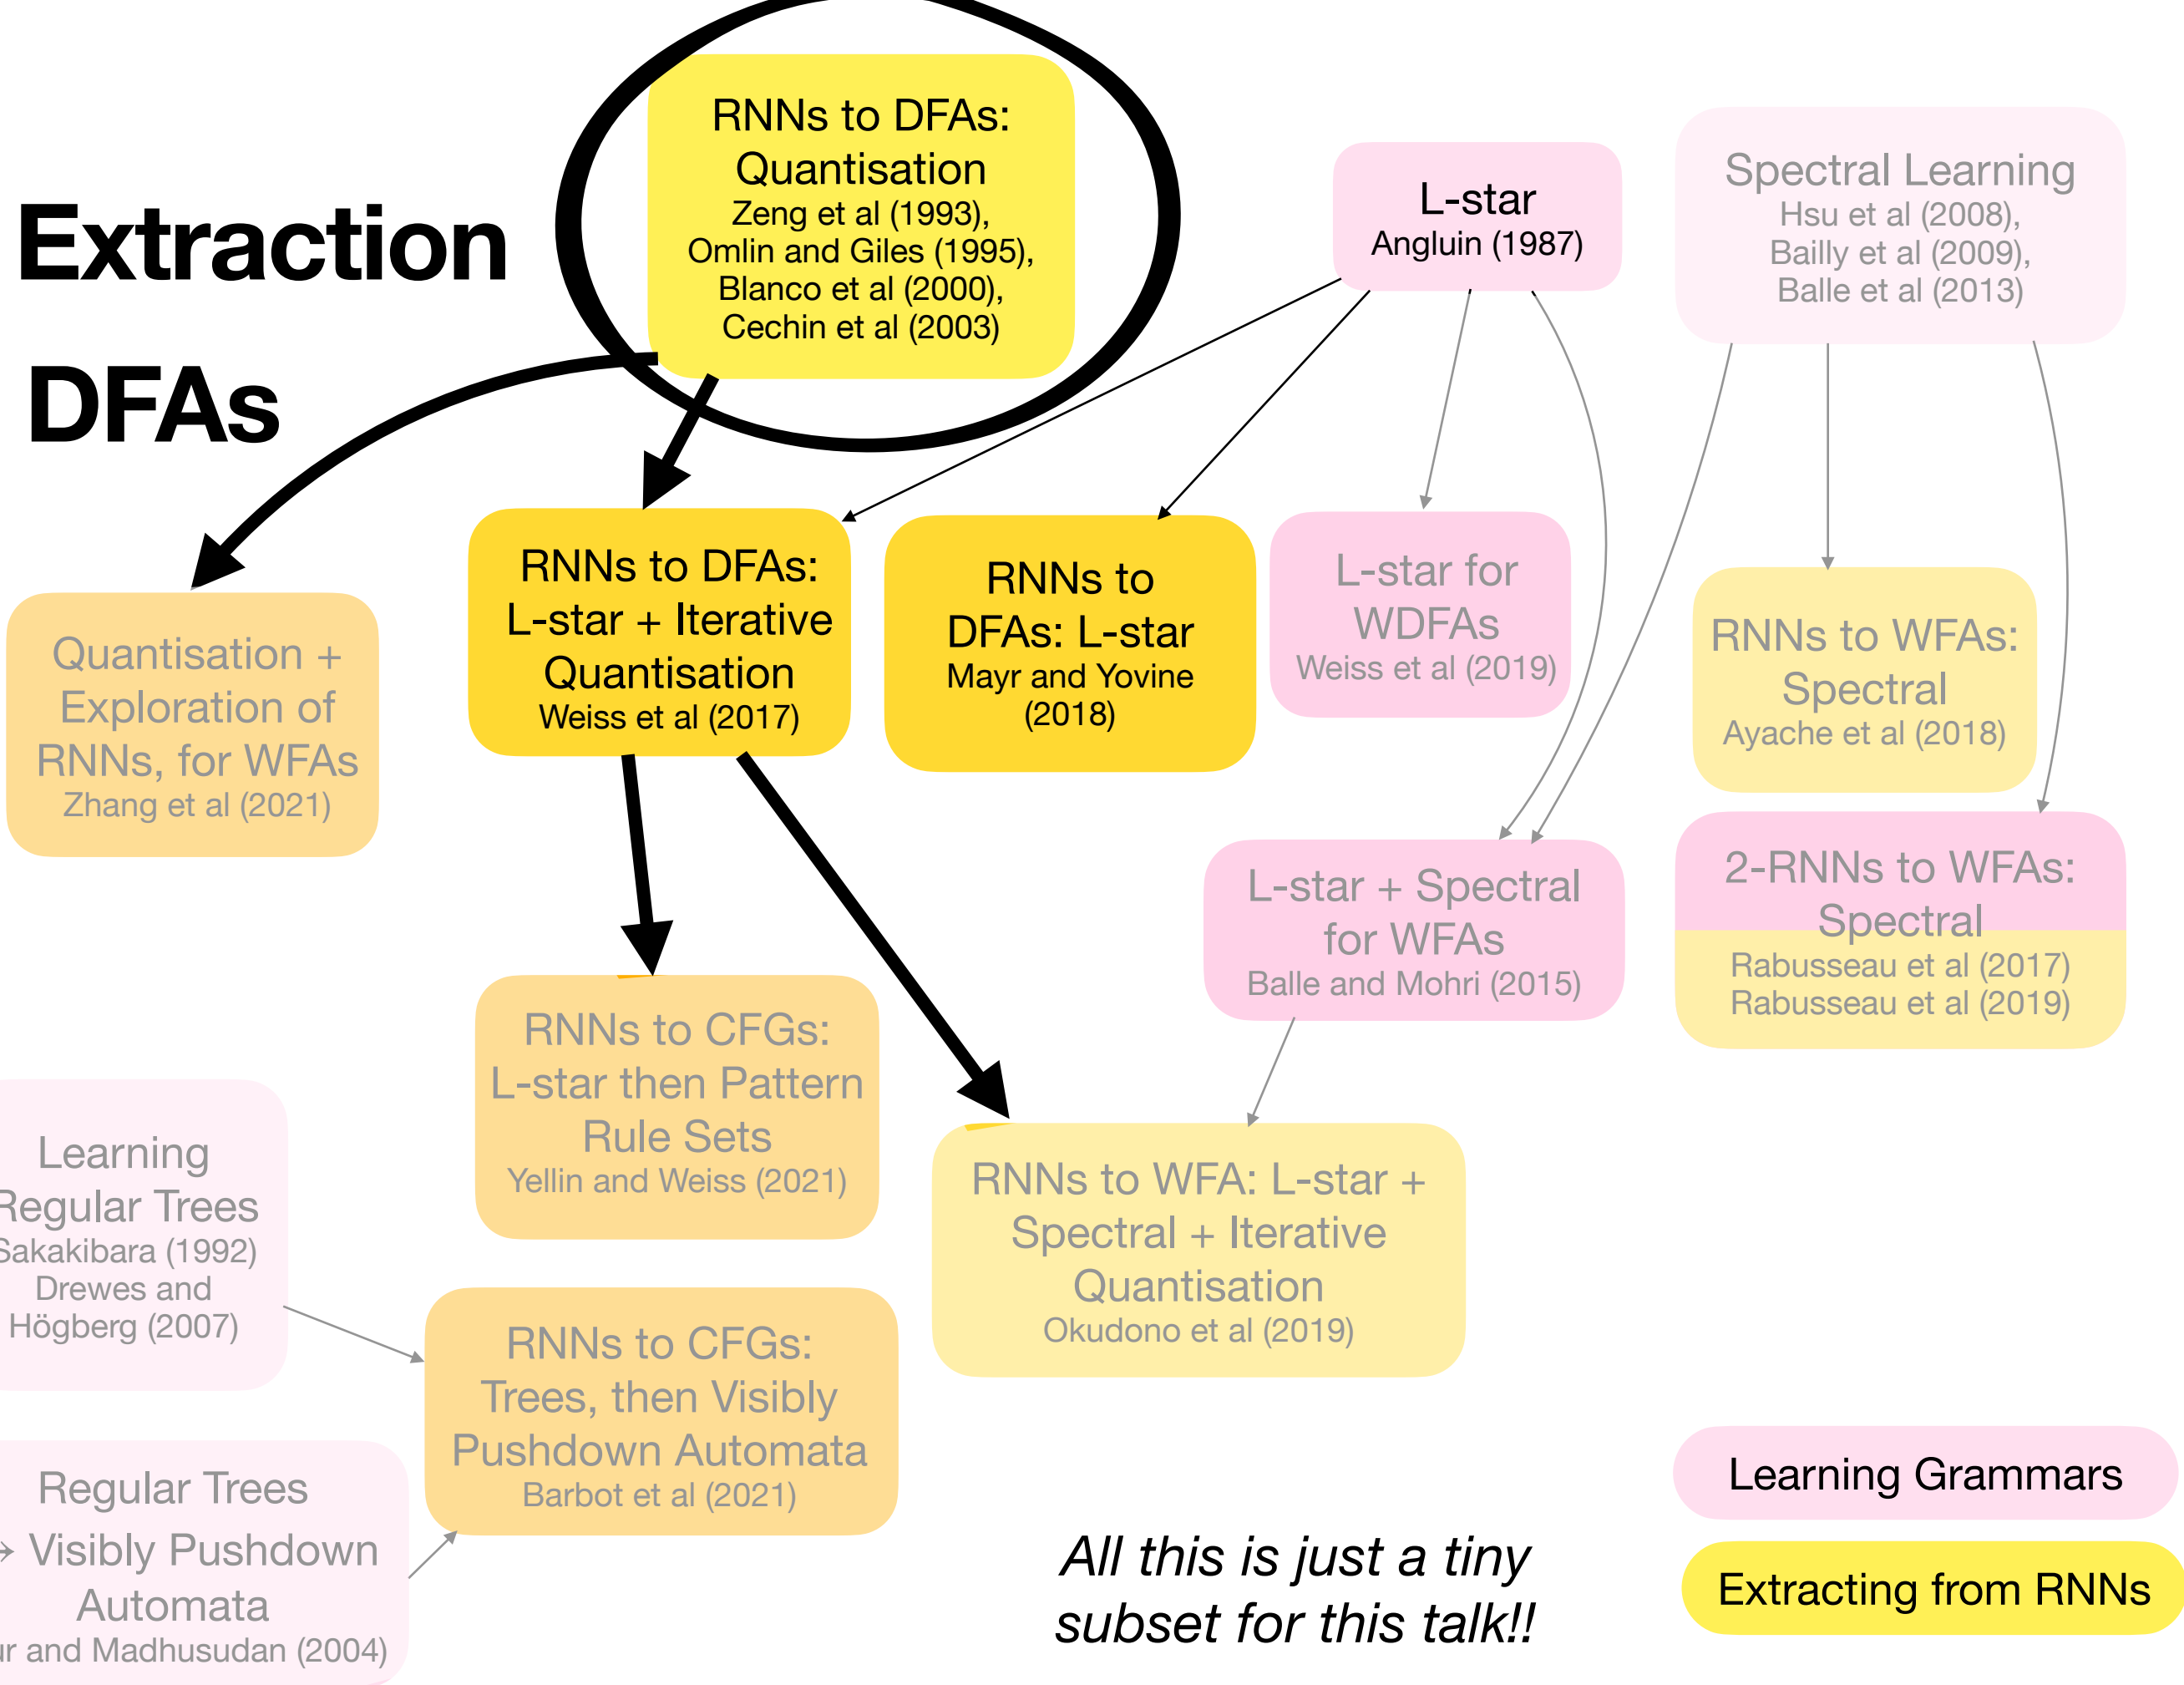 Extraction
DFAs
RNNs to DFAs:
Quantisation
Zeng et al (1993),
Omlin and Giles (1995),
Blanco et al (2000),
Cechin et al (2003)
L-star
Angluin (1987)
Spectral Learning
Hsu et al (2008),
Bailly et al (2009),
Balle et al (2013)
Quantisation +
Exploration of
RNNs, for WFAs
Zhang et al (2021)
RNNs to DFAs:
L-star + Iterative
Quantisation
Weiss et al (2017)
RNNs to
DFAs: L-star
Mayr and Yovine
(2018)
L-star for
WDFAs
Weiss et al (2019)
RNNs to WFAs:
Spectral
Ayache et al (2018)
L-star + Spectral
for WFAs
Balle and Mohri (2015)
2-RNNs to WFAs:
Spectral
Rabusseau et al (2017)
Rabusseau et al (2019)
RNNs to CFGs:
L-star then Pattern
Rule Sets
Yellin and Weiss (2021)
RNNs to WFA: L-star +
Spectral + Iterative
Quantisation
Okudono et al (2019)
Learning
Regular Trees
Sakakibara (1992)
Drewes and
Högberg (2007)
RNNs to CFGs:
Trees, then Visibly
Pushdown Automata
Barbot et al (2021)
Regular Trees
→ Visibly Pushdown
Automata
and Madhusudan (2004)
All this is just a tiny
subset for this talk!!
Learning Grammars
Extracting from RNNs